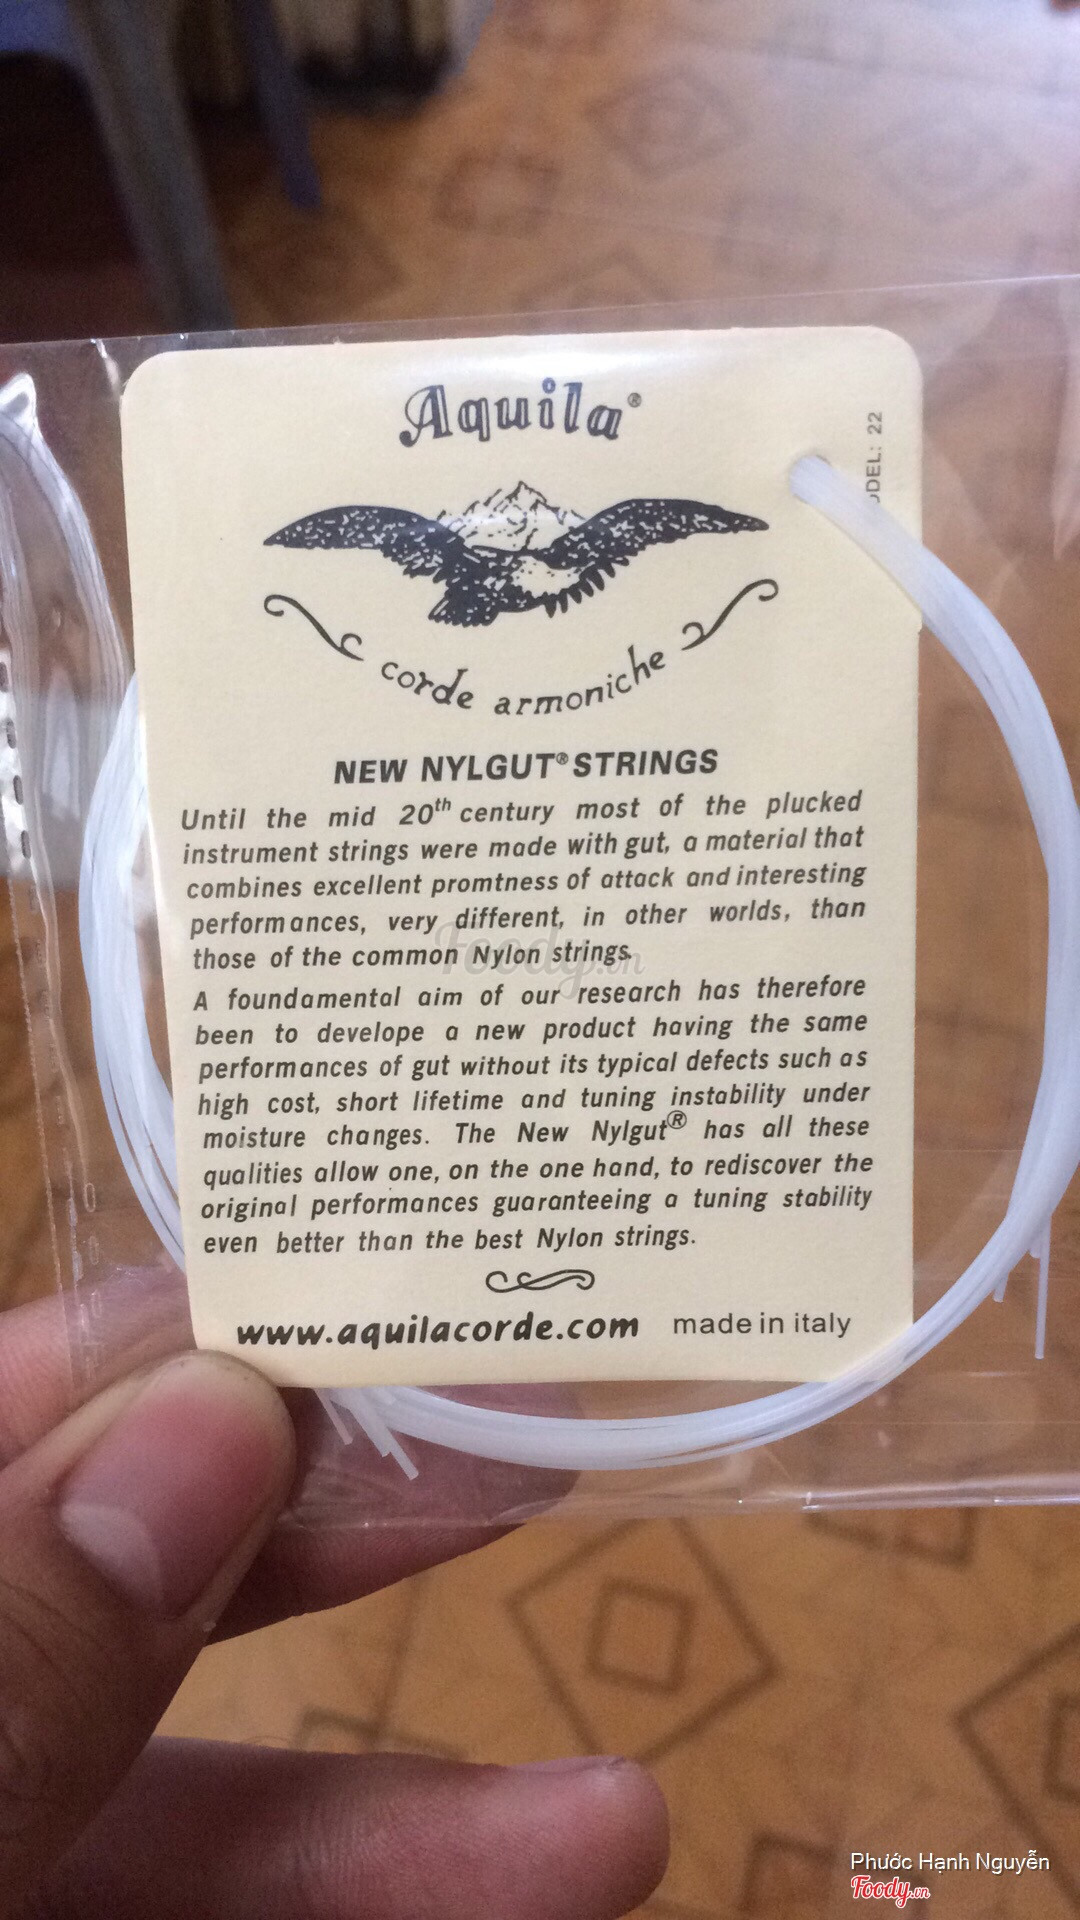 Aquila®
ODEL: 22
corde armoniche
NEW NYLGUT® STRINGS
Until the mid 20th century most of the plucked
instrument strings were made with gut, a material that
combines excellent promtness of attack and interesting
performances, very different, in other worlds, than
those of the common Nylon strings.
A foundamental aim of our research has therefore
been to develope a new product having the same
performances of gut without its typical defects such as
high cost, short lifetime and tuning instability under
moisture changes. The New Nylgut® has all these
qualities allow one, on the one hand, to rediscover the
original performances guaranteeing a tuning stability
even better than the best Nylon strings.
www.aquilacorde.com made in italy
Foody.vn
Phước Hạnh Nguyễn
Foody.vn